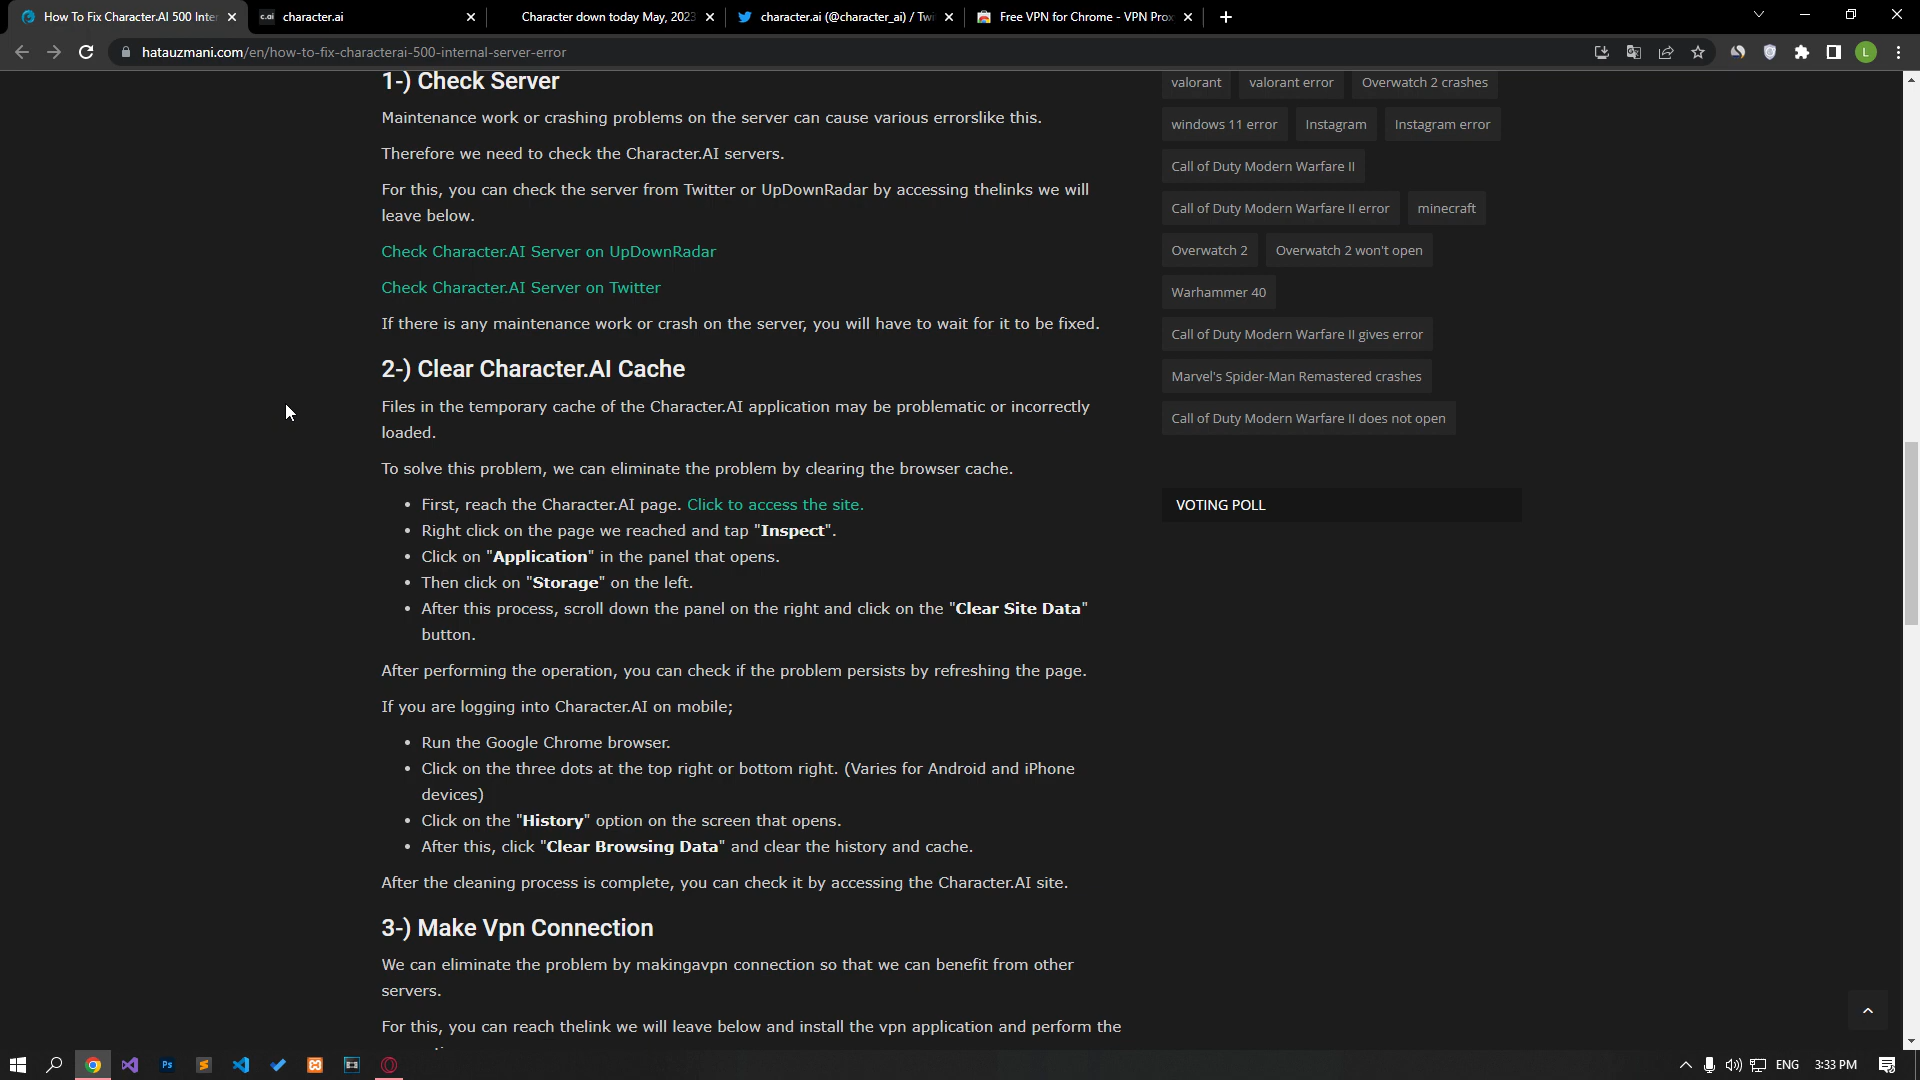 How To Fix Character.AI 500 Inter
character.ai
Character down today May, 2023
character.ai (@character_ai) / Twi
Free VPN for Chrome - VPN Prox
hatauzmani.com/en/how-to-fix-characterai-500-internal-server-error
L
1-) Check Server
Maintenance work or crashing problems on the server can cause various errorslike this.
Therefore we need to check the Character.AI servers.
For this, you can check the server from Twitter or UpDownRadar by accessing thelinks we will
leave below.
Check Character.AI Server on UpDownRadar
Check Character.AI Server on Twitter
If there is any maintenance work or crash on the server, you will have to wait for it to be fixed.
2-) Clear Character.AI Cache
Files in the temporary cache of the Character.AI application may be problematic or incorrectly
loaded.
To solve this problem, we can eliminate the problem by clearing the browser cache.
• First, reach the Character.AI page. Click to access the site.
• Right click on the page we reached and tap "Inspect".
• Click on "Application" in the panel that opens.
• Then click on "Storage" on the left.
• After this process, scroll down the panel on the right and click on the "Clear Site Data"
button.
After performing the operation, you can check if the problem persists by refreshing the page.
If you are logging into Character.AI on mobile;
• Run the Google Chrome browser.
• Click on the three dots at the top right or bottom right. (Varies for Android and iPhone
devices)
• Click on the "History" option on the screen that opens.
• After this, click "Clear Browsing Data" and clear the history and cache.
After the cleaning process is complete, you can check it by accessing the Character.AI site.
3-) Make Vpn Connection
We can eliminate the problem by makingavpn connection so that we can benefit from other
servers.
For this, you can reach thelink we will leave below and install the vpn application and perform the
valorant
valorant error
Overwatch 2 crashes
windows 11 error
Instagram
Instagram error
Call of Duty Modern Warfare II
Call of Duty Modern Warfare II error
minecraft
Overwatch 2
Overwatch 2 won't open
Warhammer 40
Call of Duty Modern Warfare II gives error
Marvel's Spider-Man Remastered crashes
Call of Duty Modern Warfare II does not open
VOTING POLL
Ps
ENG
3:33 PM